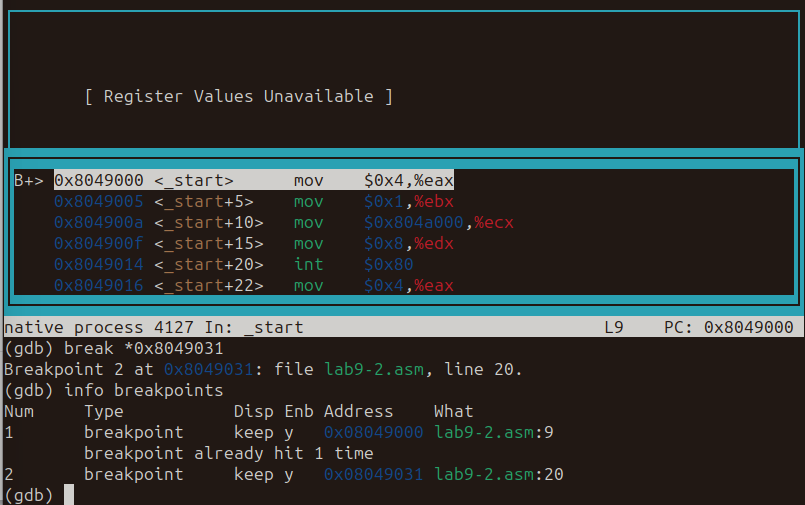 [ Register Values Unavailable ]
B+> 0x8049000 <_start>      mov    $0x4,%eax
0x8049005 <_start+5>    mov    $0x1,%ebx
0x804900a <_start+10>   mov    $0x804a000,%ecx
0x804900f <_start+15>   mov    $0x8,%edx
0x8049014 <_start+20>   int    $0x80
0x8049016 <_start+22>   mov    $0x4,%eax
native process 4127 In: _start                                     L9    PC: 0x8049000
(gdb) break *0x8049031
Breakpoint 2 at 0x8049031: file lab9-2.asm, line 20.
(gdb) info breakpoints
Num     Type           Disp Enb Address    What
1       breakpoint     keep y   0x08049000 lab9-2.asm:9
        breakpoint already hit 1 time
2       breakpoint     keep y   0x08049031 lab9-2.asm:20
(gdb)